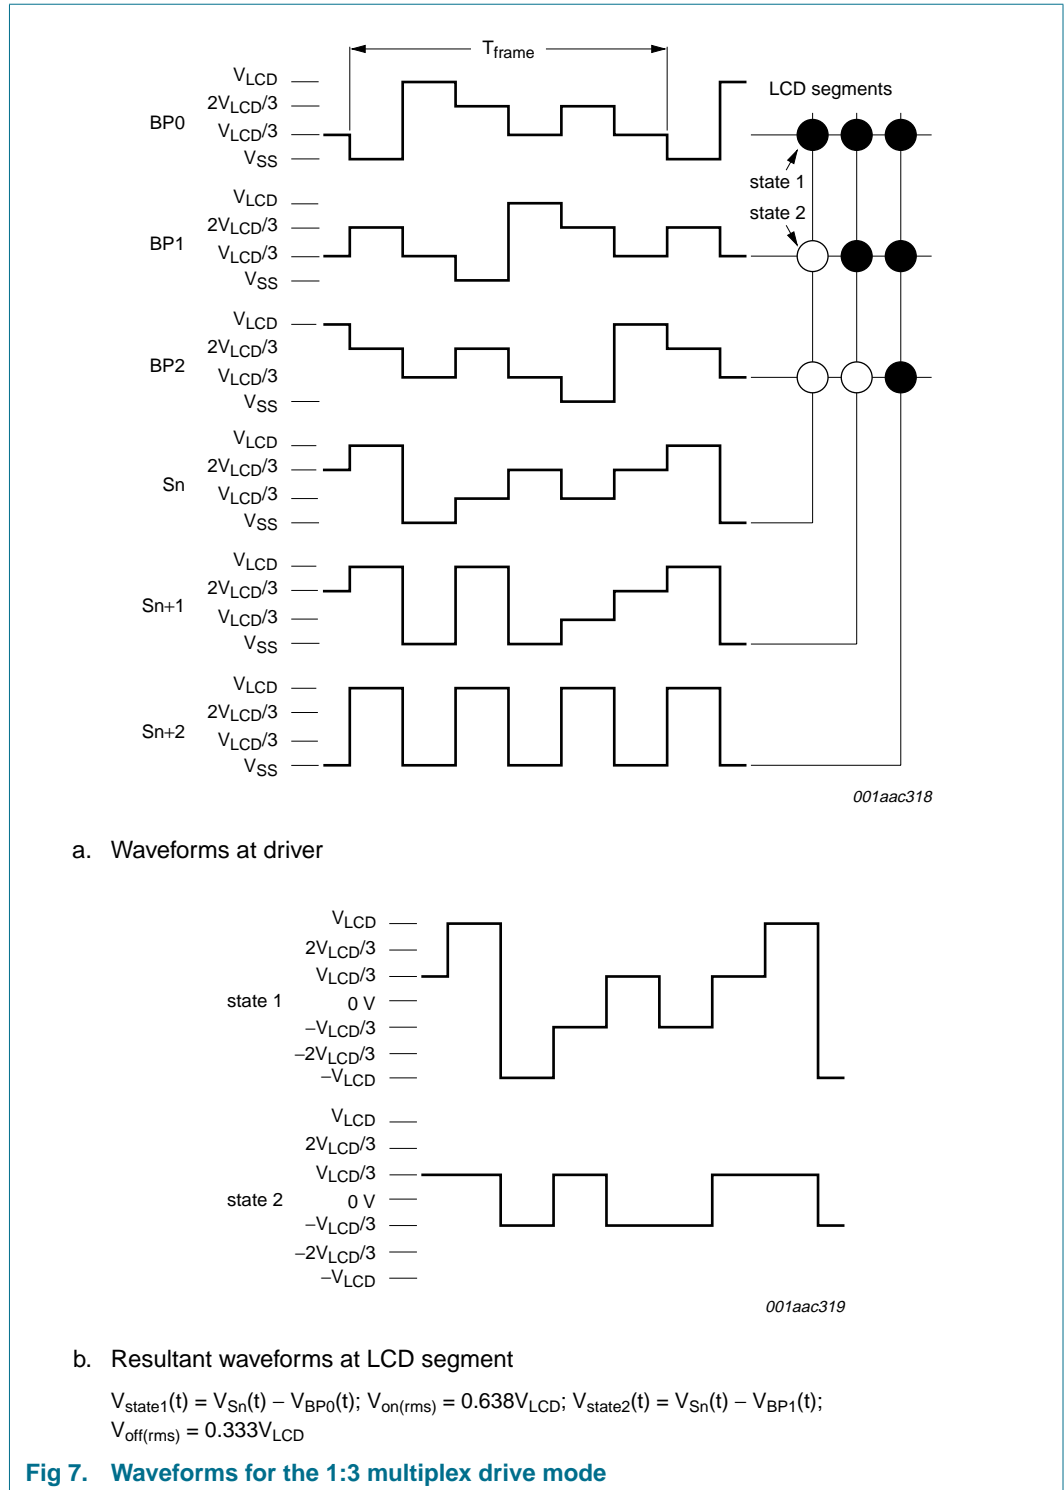 Tframe
VLCD
2VLCD/3
BP0
VLCD/3
VSS
LCD segments
state 1
state 2
VLCD
2VLCD/3
BP1
VLCD/3
VSS
VLCD
2VLCD/3
BP2
VLCD/3
VSS
VLCD
2VLCD/3
Sn
VLCD/3
VSS
VLCD
2VLCD/3
Sn+1
VLCD/3
VSS
VLCD
2VLCD/3
Sn+2
VLCD/3
VSS
001aac318
a. Waveforms at driver
VLCD
2VLCD/3
VLCD/3
state 1
0 V
−VLCD/3
−2VLCD/3
−VLCD
VLCD
2VLCD/3
VLCD/3
state 2
0 V
−VLCD/3
−2VLCD/3
−VLCD
001aac319
b. Resultant waveforms at LCD segment
Vstate1(t) = VSn(t) − VBP0(t); Von(rms) = 0.638VLCD; Vstate2(t) = VSn(t) − VBP1(t);
Voff(rms) = 0.333VLCD
Fig 7. Waveforms for the 1:3 multiplex drive mode